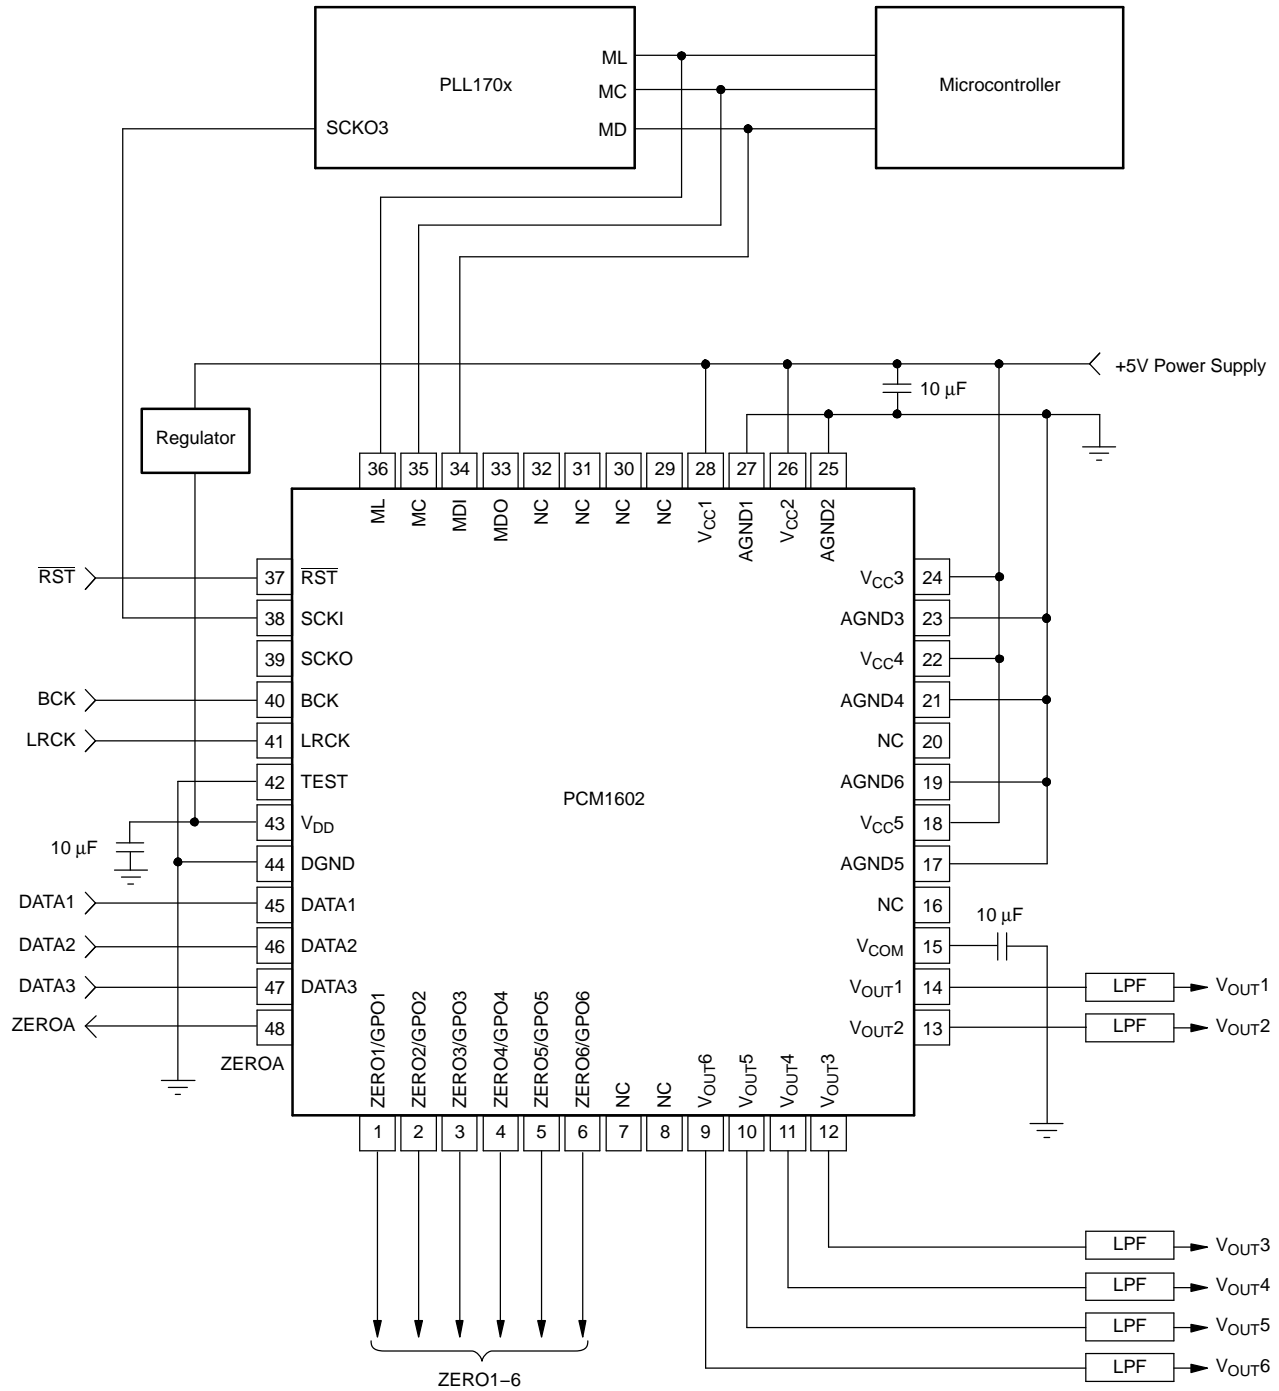 ML
PLL170x
Microcontroller
MC
SCKO3
MD
+5V Power Supply
10 μF
Regulator
36 35 34 33 32 31 30 29 28 27 26 25
ML
MC
MDI
MDO
NC
NC
NC
NC
VCC1
AGND1
VCC2
AGND2
RST 37 RST
VCC3 24
38 SCKI
AGND3 23
39 SCKO
VCC4 22
BCK 40 BCK
AGND4 21
LRCK 41 LRCK
NC 20
42 TEST
AGND6 19
PCM1602
43 VDD
VCC5 18
10 μF
44 DGND
AGND5 17
DATA1 45 DATA1
NC 16
10 μF
DATA2 46 DATA2
VCOM 15
DATA3 47 DATA3
VOUT1 14 LPF VOUT1
ZEROA 48
VOUT2 13 LPF VOUT2
ZEROA
ZERO1/GPO1
ZERO2/GPO2
ZERO3/GPO3
ZERO4/GPO4
ZERO5/GPO5
ZERO6/GPO6
NC
NC
VOUT6
VOUT5
VOUT4
VOUT3
1 2 3 4 5 6 7 8 9 10 11 12
LPF VOUT3
LPF VOUT4
LPF VOUT5
LPF VOUT6
ZERO1–6